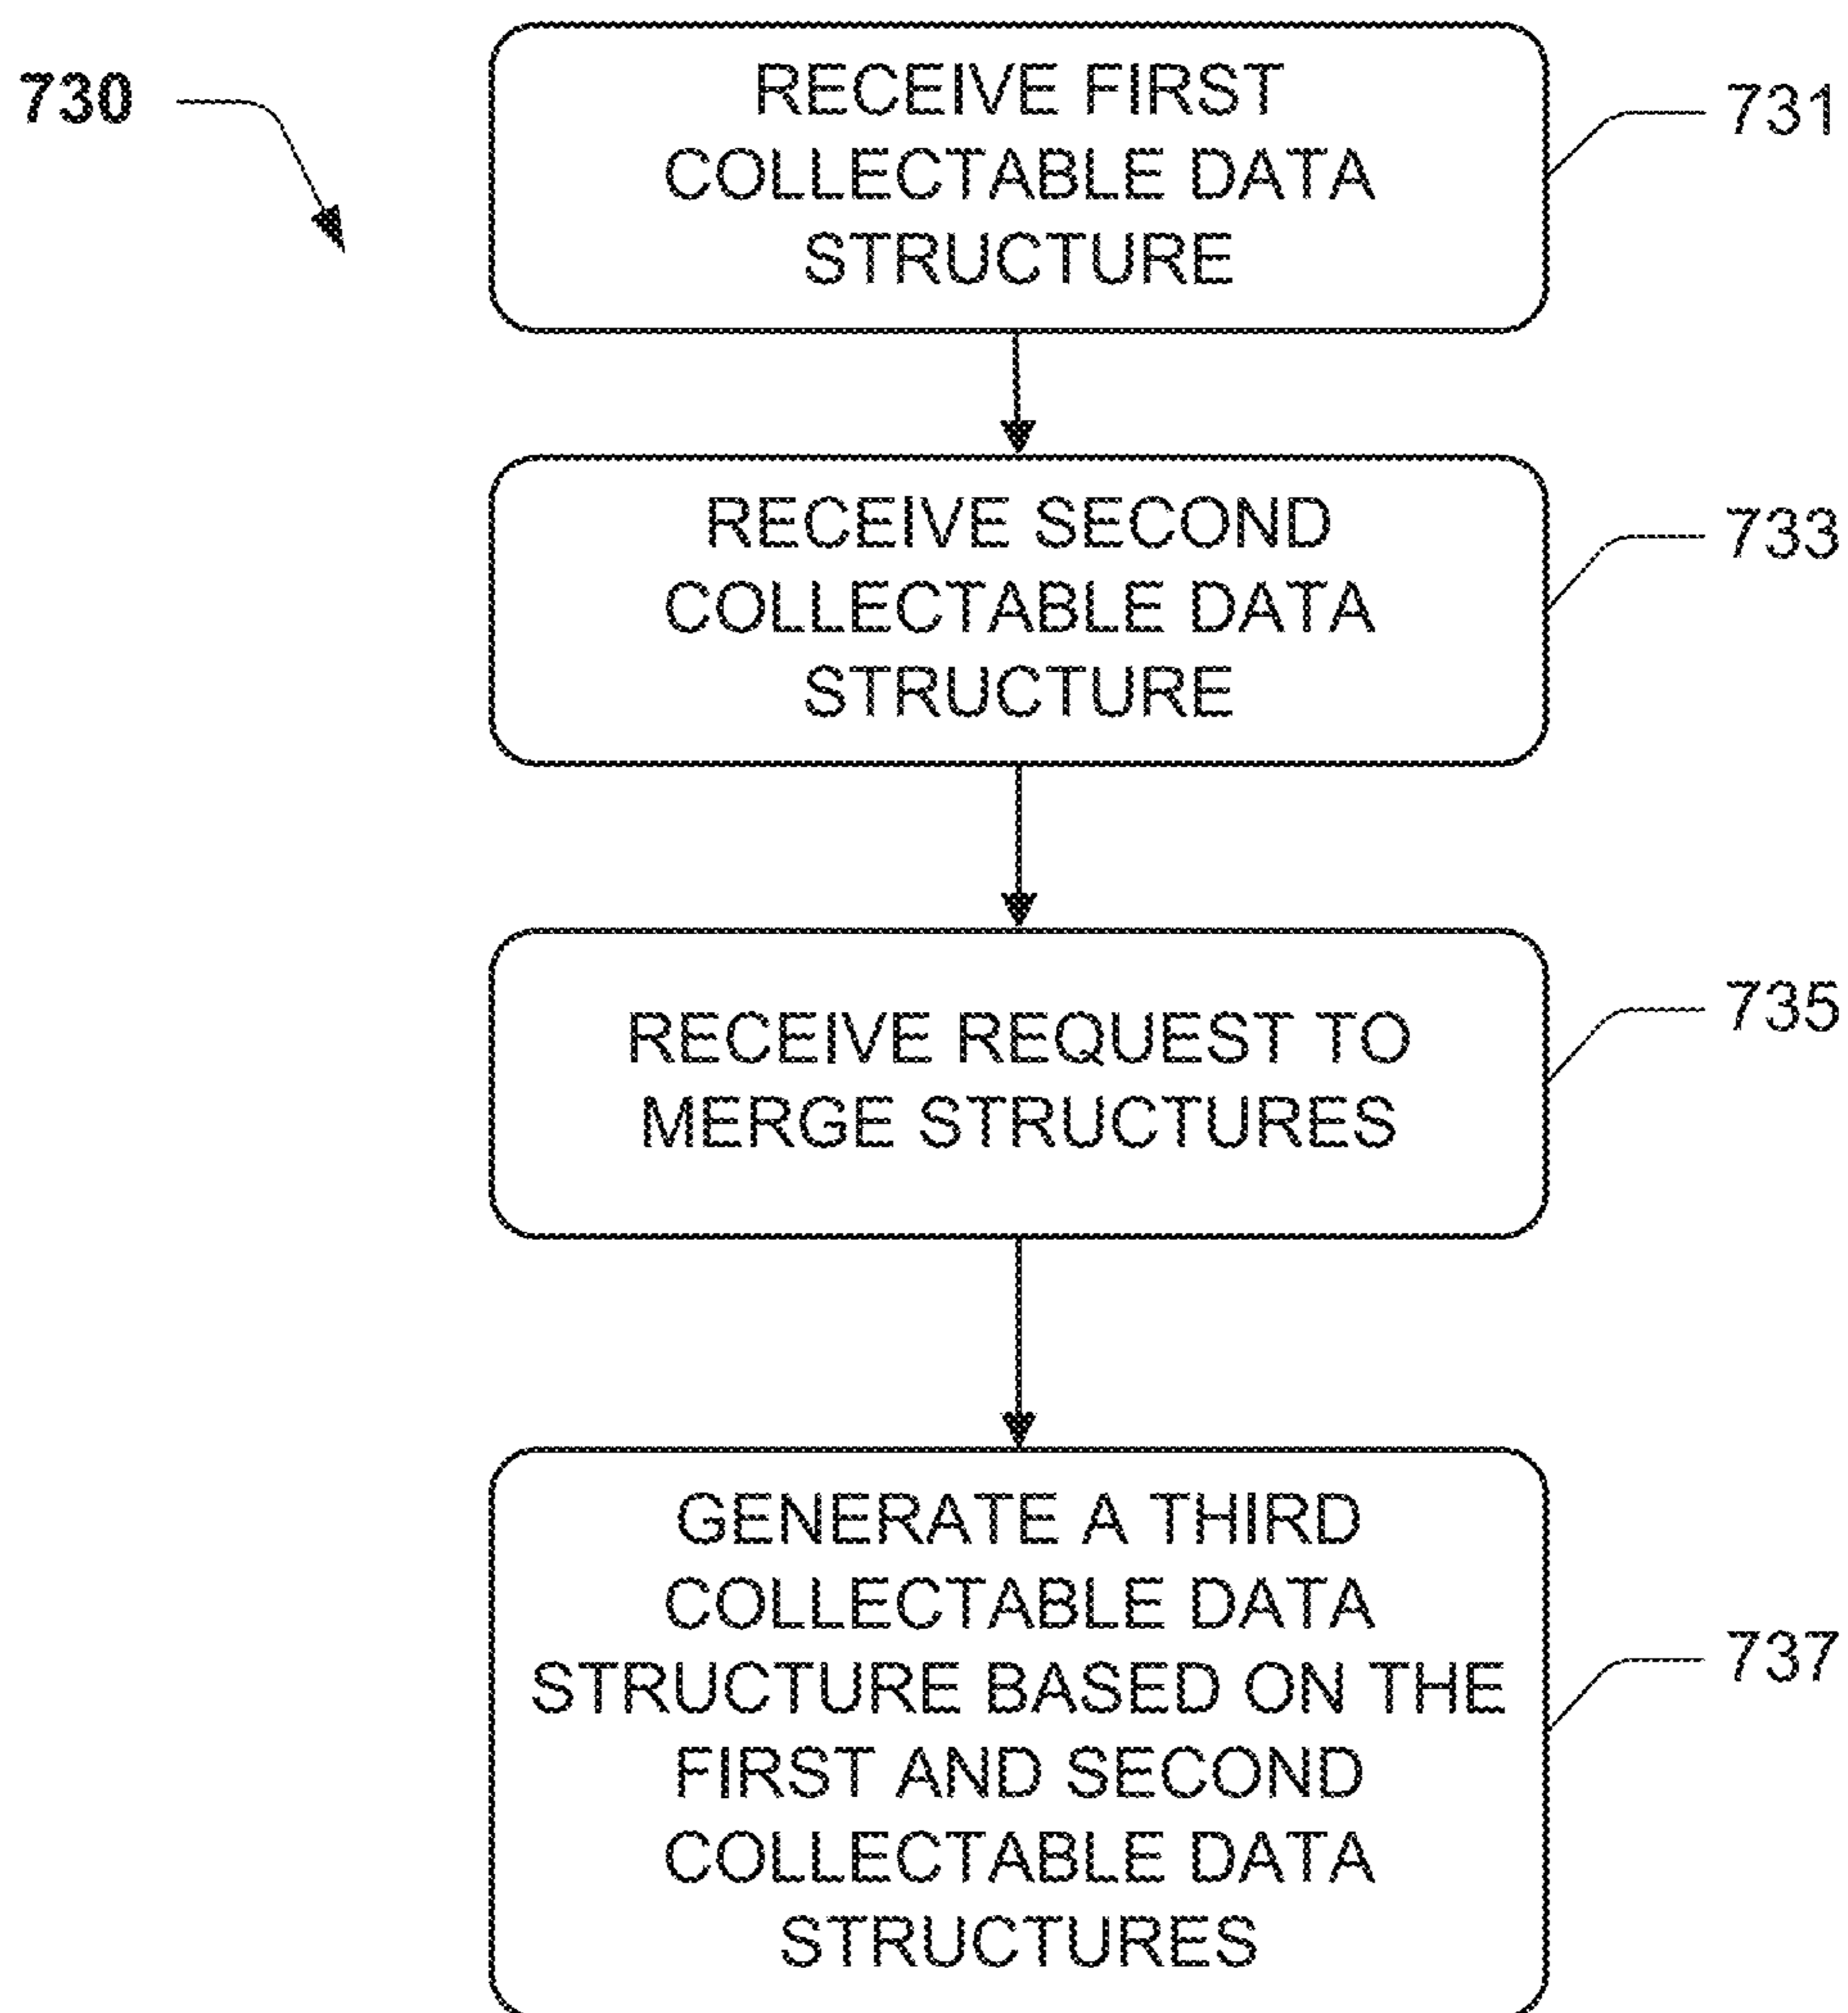 730
RECEIVE FIRST
COLLECTABLE DATA
STRUCTURE
731
RECEIVE SECOND
COLLECTABLE DATA
STRUCTURE
733
RECEIVE REQUEST TO
MERGE STRUCTURES
735
GENERATE A THIRD
COLLECTABLE DATA
STRUCTURE BASED ON THE
FIRST AND SECOND
COLLECTABLE DATA
STRUCTURES
737